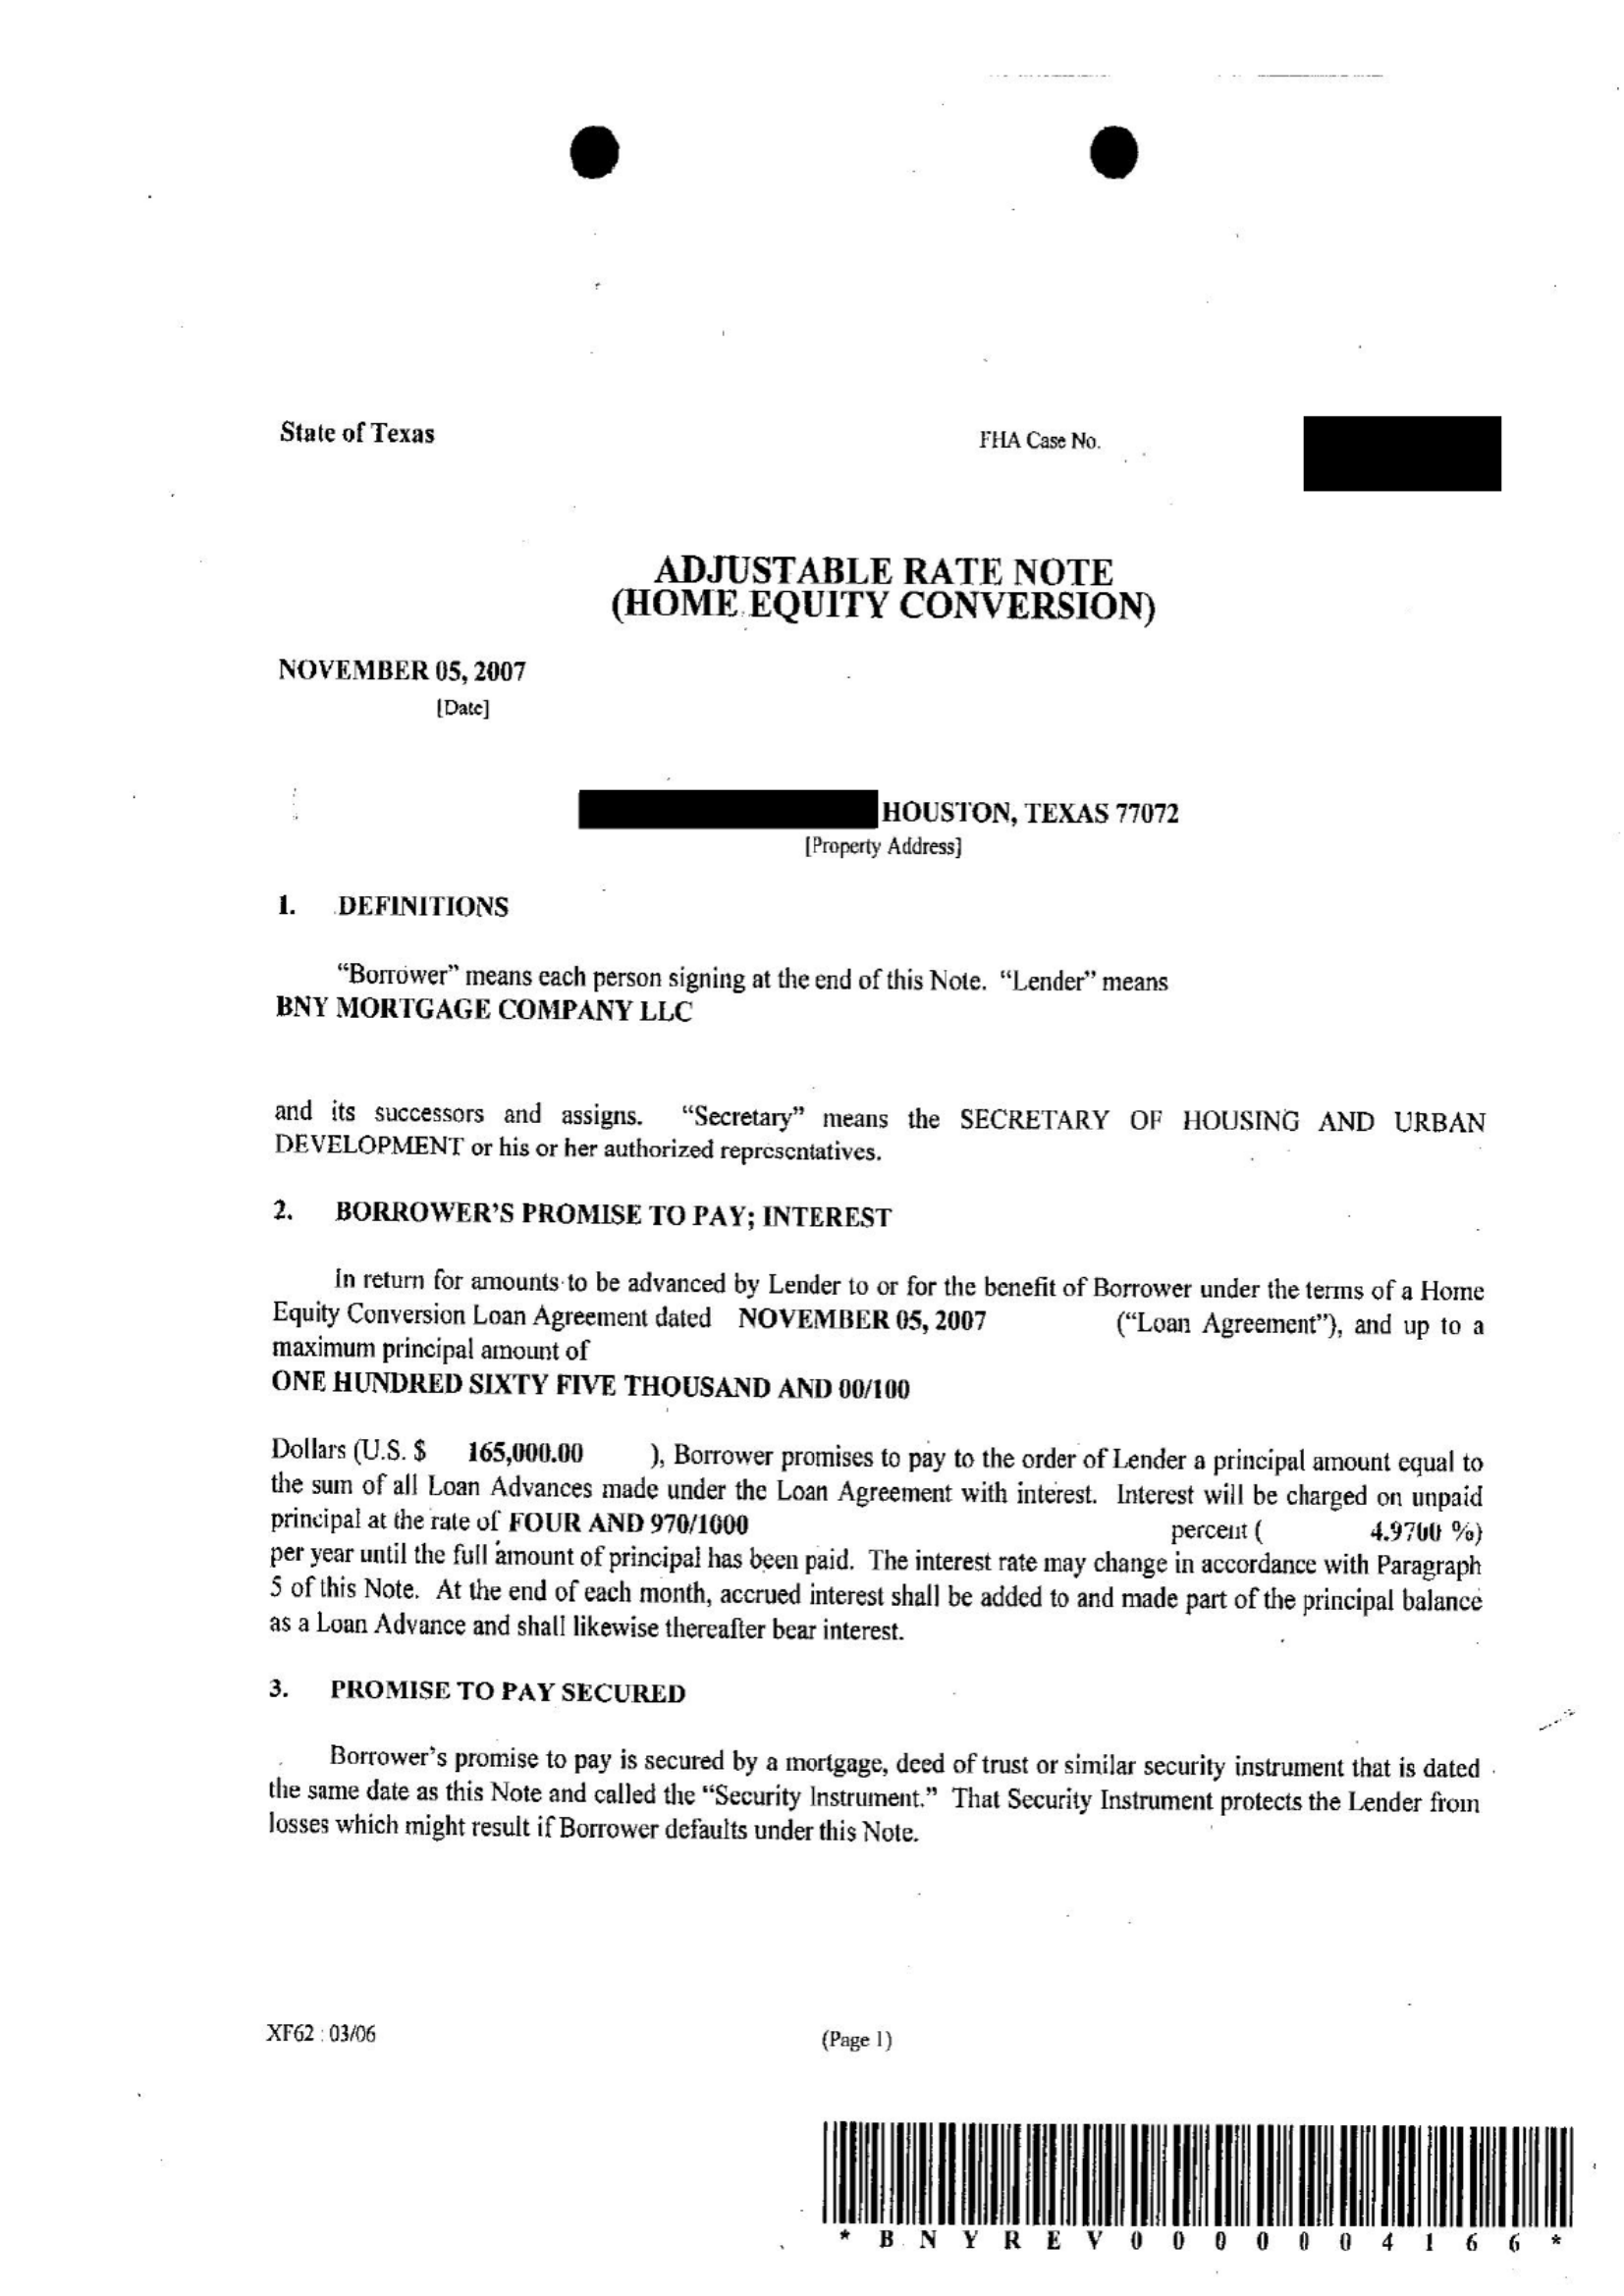 State of Texas
FHA Case No.
ADJUSTABLE RATE NOTE
(HOME EQUITY CONVERSION)
NOVEMBER 05, 2007
[Date]
HOUSTON, TEXAS 77072
[Property Address]
1. DEFINITIONS
“Borrower” means each person signing at the end of this Note. “Lender” means
BNY MORTGAGE COMPANY LLC
and its successors and assigns. “Secretary” means the SECRETARY OF HOUSING AND URBAN
DEVELOPMENT or his or her authorized representatives.
2. BORROWER’S PROMISE TO PAY; INTEREST
In return for amounts to be advanced by Lender to or for the benefit of Borrower under the terms of a Home
Equity Conversion Loan Agreement dated NOVEMBER 05, 2007 (“Loan Agreement”), and up to a
maximum principal amount of
ONE HUNDRED SIXTY FIVE THOUSAND AND 00/100
Dollars (U.S. $ 165,000.00 ), Borrower promises to pay to the order of Lender a principal amount equal to
the sum of all Loan Advances made under the Loan Agreement with interest. Interest will be charged on unpaid
principal at the rate of FOUR AND 970/1000 percent ( 4.9700 %)
per year until the full amount of principal has been paid. The interest rate may change in accordance with Paragraph
5 of this Note. At the end of each month, accrued interest shall be added to and made part of the principal balance
as a Loan Advance and shall likewise thereafter bear interest.
3. PROMISE TO PAY SECURED
Borrower’s promise to pay is secured by a mortgage, deed of trust or similar security instrument that is dated
the same date as this Note and called the “Security Instrument.” That Security Instrument protects the Lender from
losses which might result if Borrower defaults under this Note.
XF62 : 03/06
(Page 1)
* B N Y R E V 0 0 0 0 0 0 4 1 6 6 *